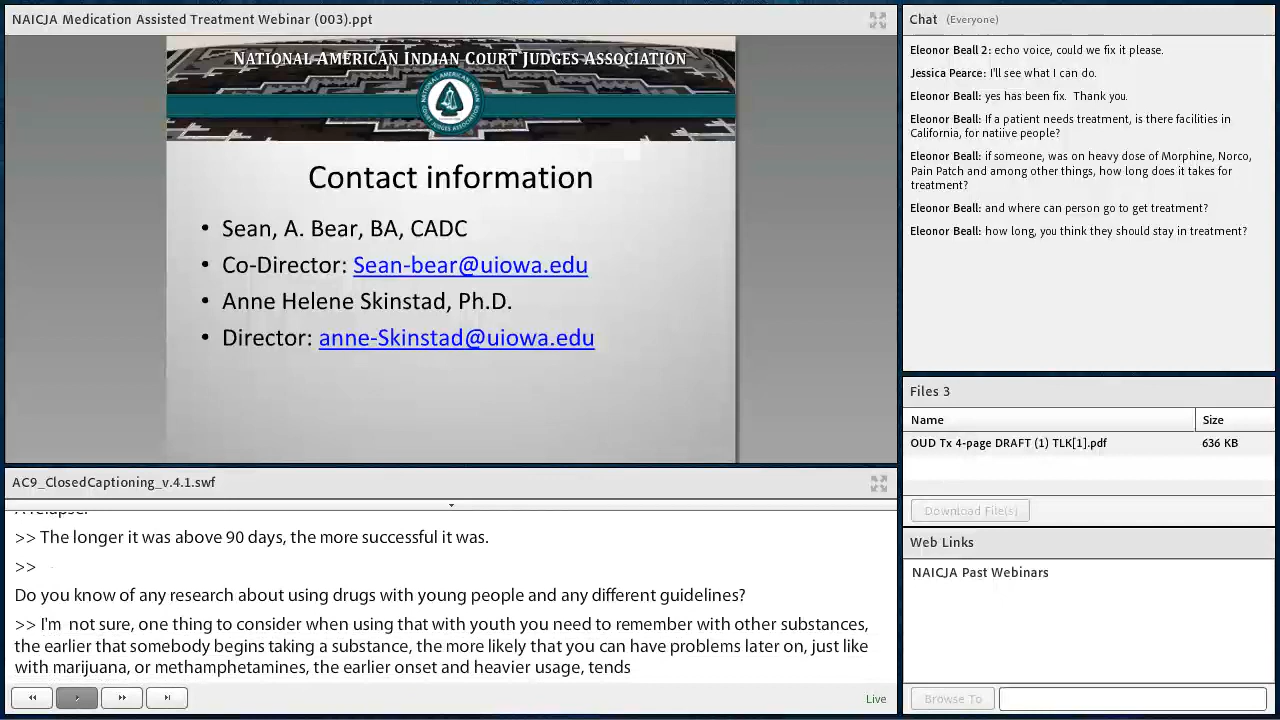 NAICJA Medication Assisted Treatment Webinar (003).ppt
NATIONAL AMERICAN INDIAN COURT JUDGES ASSOCIATION
Contact information
• Sean, A. Bear, BA, CADC
• Co-Director: Sean-bear@uiowa.edu
• Anne Helene Skinstad, Ph.D.
• Director: anne-Skinstad@uiowa.edu
AC9_ClosedCaptioning_v.4.1.swf
A relapse.
>> The longer it was above 90 days, the more successful it was.
>>
Do you know of any research about using drugs with young people and any different guidelines?
>> I'm not sure, one thing to consider when using that with youth you need to remember with other substances,
the earlier that somebody begins taking a substance, the more likely that you can have problems later on, just like
with marijuana, or methamphetamines, the earlier onset and heavier usage, tends
Live
Chat (Everyone)
Eleonor Beall 2: echo voice, could we fix it please.
Jessica Pearce: I'll see what I can do.
Eleonor Beall: yes has been fix. Thank you.
Eleonor Beall: If a patient needs treatment, is there facilities in
California, for natiive people?
Eleonor Beall: if someone, was on heavy dose of Morphine, Norco,
Pain Patch and among other things, how long does it takes for
treatment?
Eleonor Beall: and where can person go to get treatment?
Eleonor Beall: how long, you think they should stay in treatment?
Files 3
Name Size
OUD Tx 4-page DRAFT (1) TLK[1].pdf 636 KB
Download File(s)
Web Links
NAICJA Past Webinars
Browse To